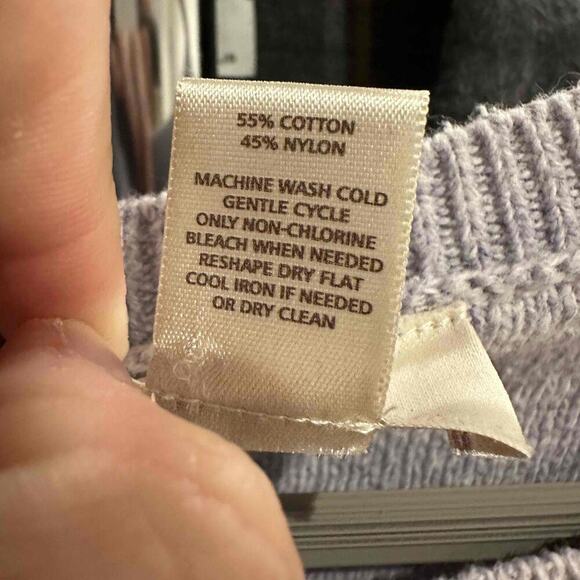 55% COTTON
45% NYLON
MACHINE WASH COLD
GENTLE CYCLE
ONLY NON-CHLORINE
BLEACH WHEN NEEDED
RESHAPE DRY FLAT
COOL IRON IF NEEDED
OR DRY CLEAN